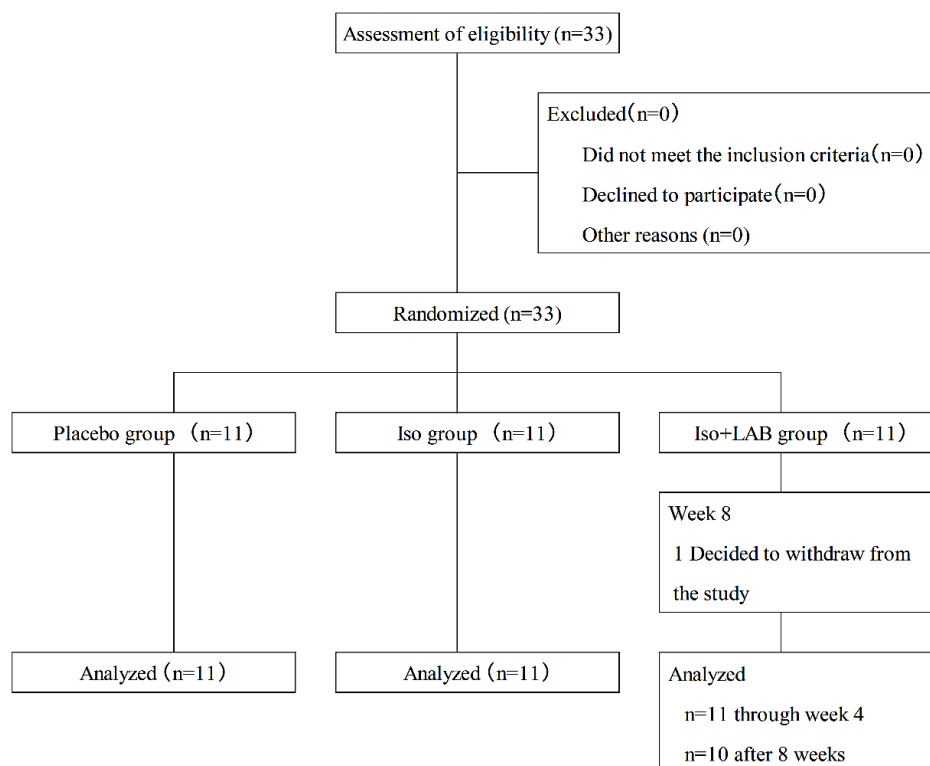 Assessment of eligibility (n=33)
Excluded(n=0)
Did not meet the inclusion criteria(n=0)
Declined to participate(n=0)
Other reasons (n=0)
Randomized (n=33)
Placebo group (n=11)
Iso group (n=11)
Iso+LAB group (n=11)
Week 8
1 Decided to withdraw from
the study
Analyzed (n=11)
Analyzed (n=11)
Analyzed
n=11 through week 4
n=10 after 8 weeks